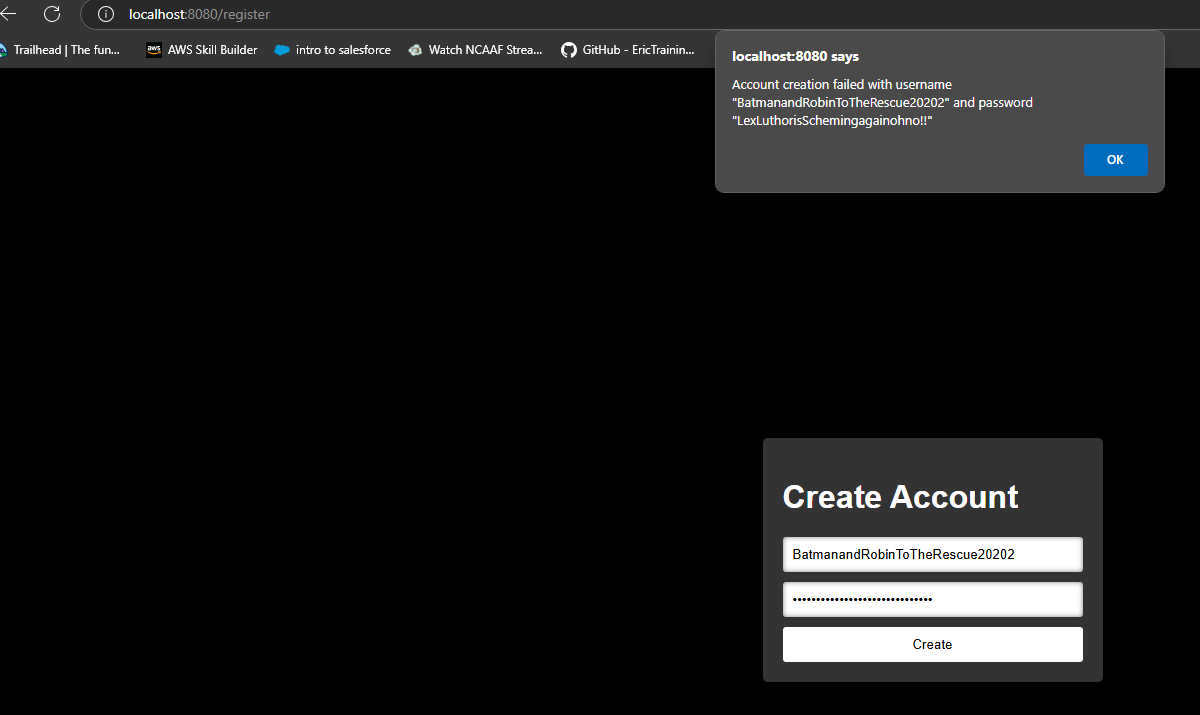 localhost:8080/register
Trailhead | The fun... aws AWS Skill Builder intro to salesforce Watch NCAAF Strea... GitHub - EricTrainin...
localhost:8080 says
Account creation failed with username
"BatmanandRobinToTheRescue20202" and password
"LexLuthorisSchemingagainohno!!"
OK
Create Account
BatmanandRobinToTheRescue20202
••••••••••••••••••••••••••••••
Create